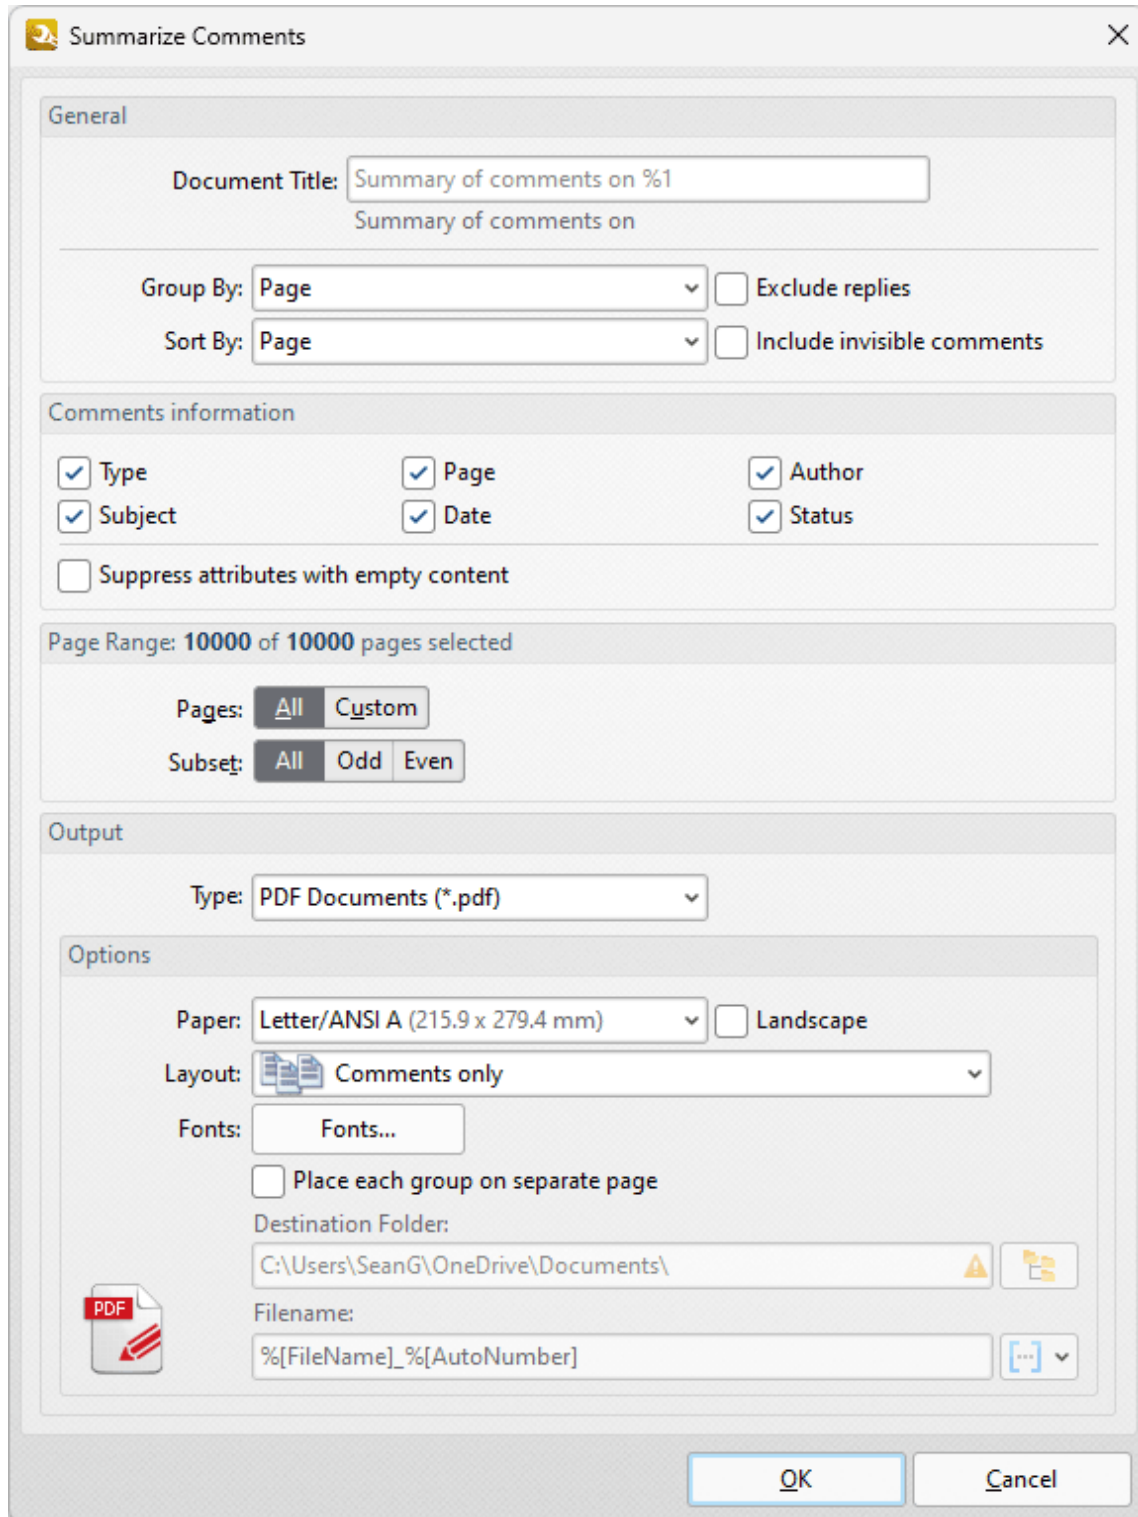 Summarize Comments
General
Document Title: Summary of comments on %1
Summary of comments on
Group By: Page Exclude replies
Sort By: Page Include invisible comments
Comments information
Type Page Author
Subject Date Status
Suppress attributes with empty content
Page Range: 10000 of 10000 pages selected
Pages: All Custom
Subset: All Odd Even
Output
Type: PDF Documents (*.pdf)
Options
Paper: Letter/ANSI A (215.9 x 279.4 mm) Landscape
Layout: Comments only
Fonts: Fonts...
Place each group on separate page
Destination Folder:
C:\Users\SeanG\OneDrive\Documents\
PDF
Filename:
%[FileName]_%[AutoNumber]
OK Cancel